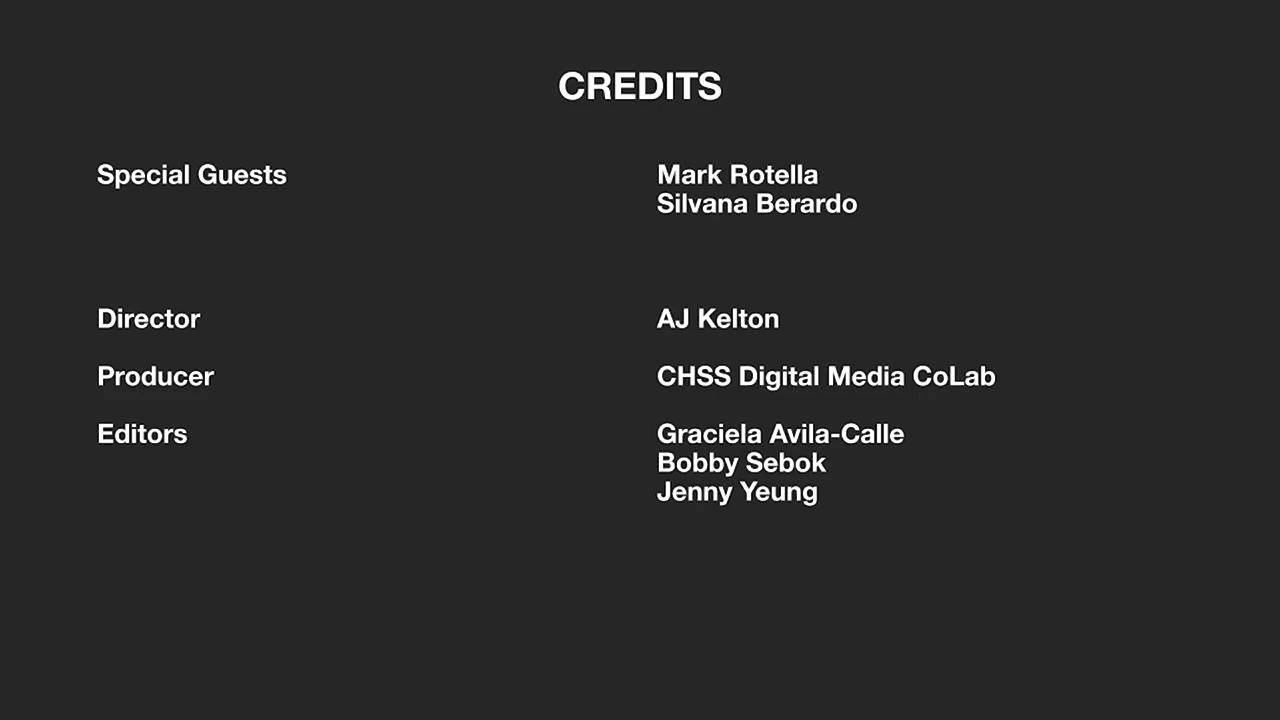 CREDITS
Special Guests
Mark Rotella
Silvana Berardo
Director
AJ Kelton
Producer
CHSS Digital Media CoLab
Editors
Graciela Avila-Calle
Bobby Sebok
Jenny Yeung